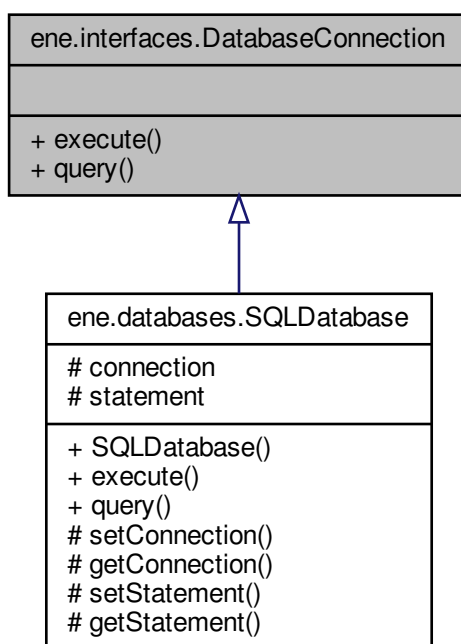 ene.interfaces.DatabaseConnection
+ execute()
+ query()
ene.databases.SQLDatabase
# connection
# statement
+ SQLDatabase()
+ execute()
+ query()
# setConnection()
# getConnection()
# setStatement()
# getStatement()